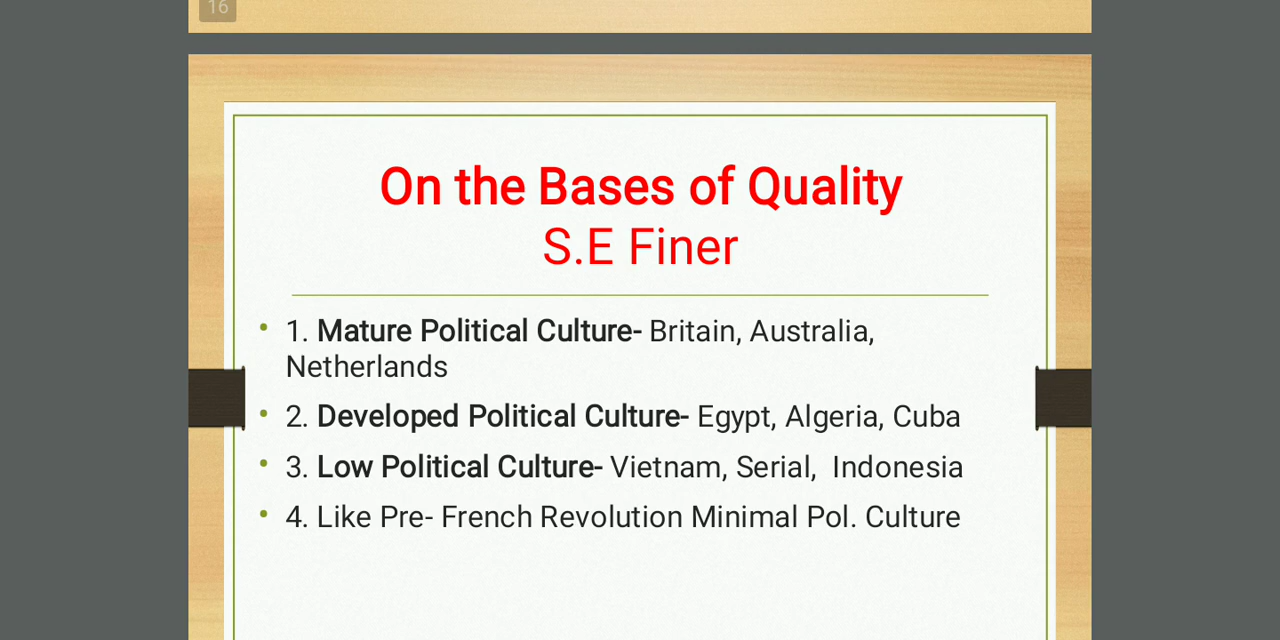 16
On the Bases of Quality
S.E Finer
• 1. Mature Political Culture- Britain, Australia,
Netherlands
• 2. Developed Political Culture- Egypt, Algeria, Cuba
• 3. Low Political Culture- Vietnam, Serial,  Indonesia
• 4. Like Pre- French Revolution Minimal Pol. Culture